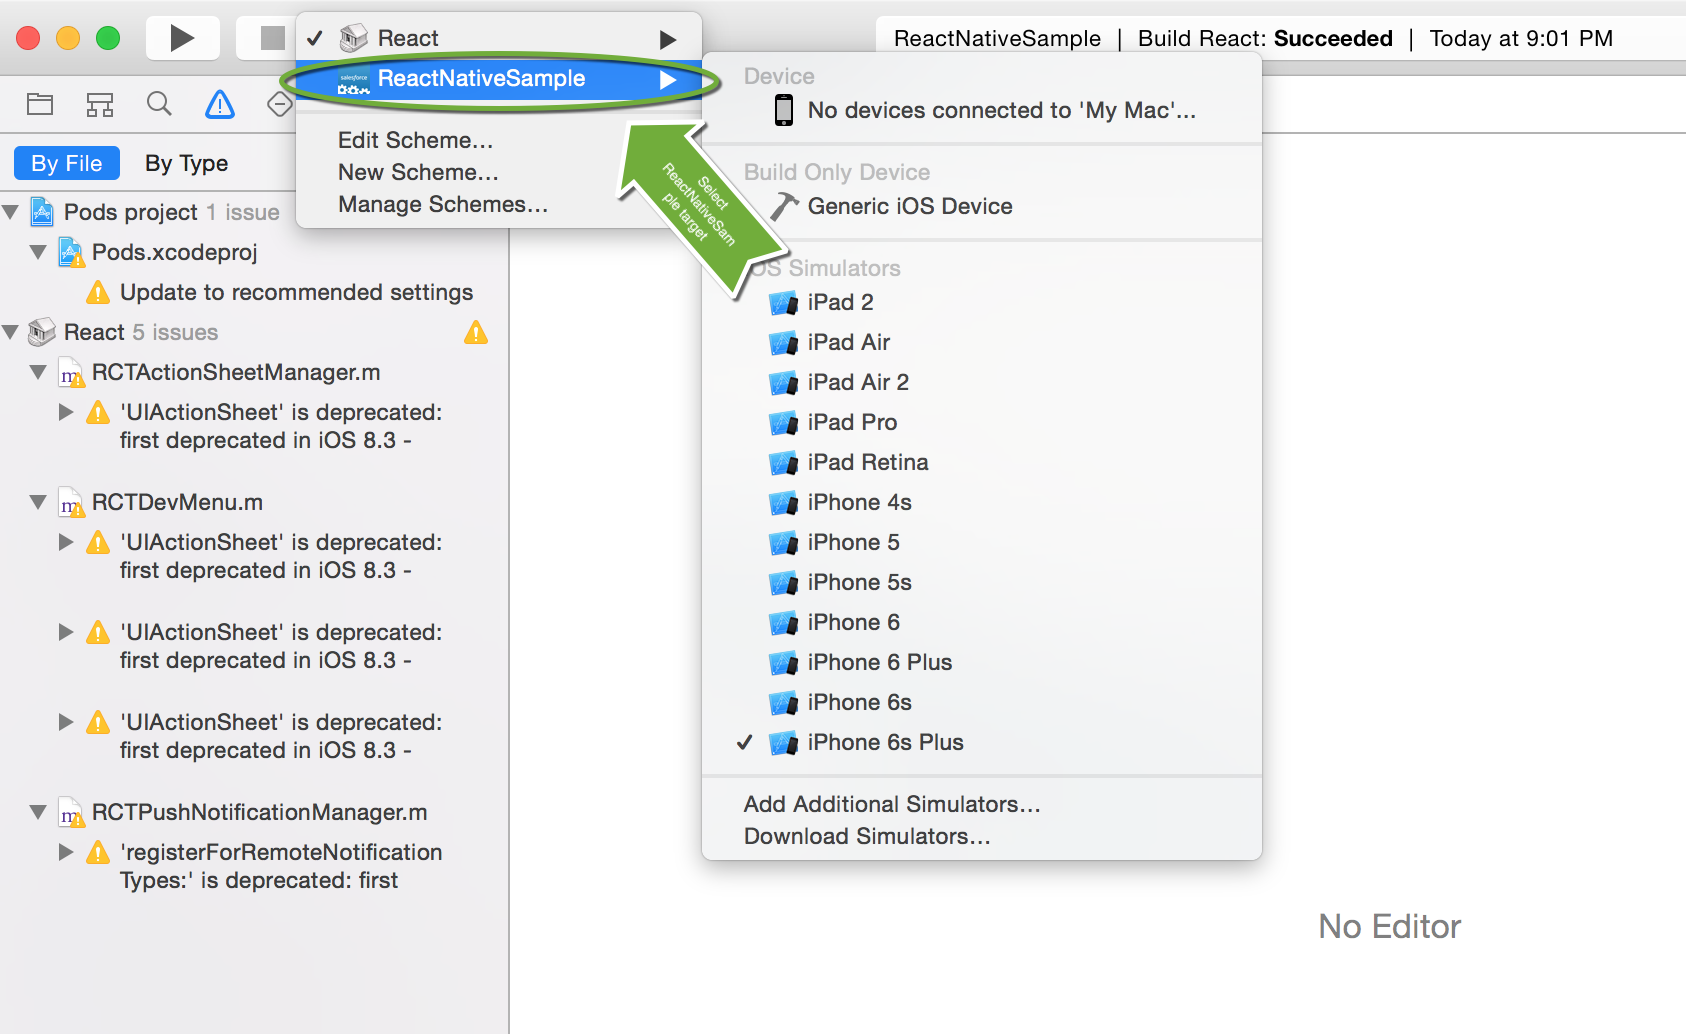 React
ReactNativeSample | Build React: Succeeded | Today at 9:01 PM
salesforce
ReactNativeSample
Edit Scheme...
New Scheme...
Manage Schemes...
Select
ReactNativeSam
ple target
Device
No devices connected to 'My Mac'...
Build Only Device
Generic iOS Device
OS Simulators
iPad 2
iPad Air
iPad Air 2
iPad Pro
iPad Retina
iPhone 4s
iPhone 5
iPhone 5s
iPhone 6
iPhone 6 Plus
iPhone 6s
iPhone 6s Plus
Add Additional Simulators...
Download Simulators...
By File
By Type
Pods project 1 issue
Pods.xcodeproj
Update to recommended settings
React 5 issues
RCTActionSheetManager.m
'UIActionSheet' is deprecated:
first deprecated in iOS 8.3 -
RCTDevMenu.m
'UIActionSheet' is deprecated:
first deprecated in iOS 8.3 -
'UIActionSheet' is deprecated:
first deprecated in iOS 8.3 -
'UIActionSheet' is deprecated:
first deprecated in iOS 8.3 -
RCTPushNotificationManager.m
'registerForRemoteNotification
Types:' is deprecated: first
No Editor